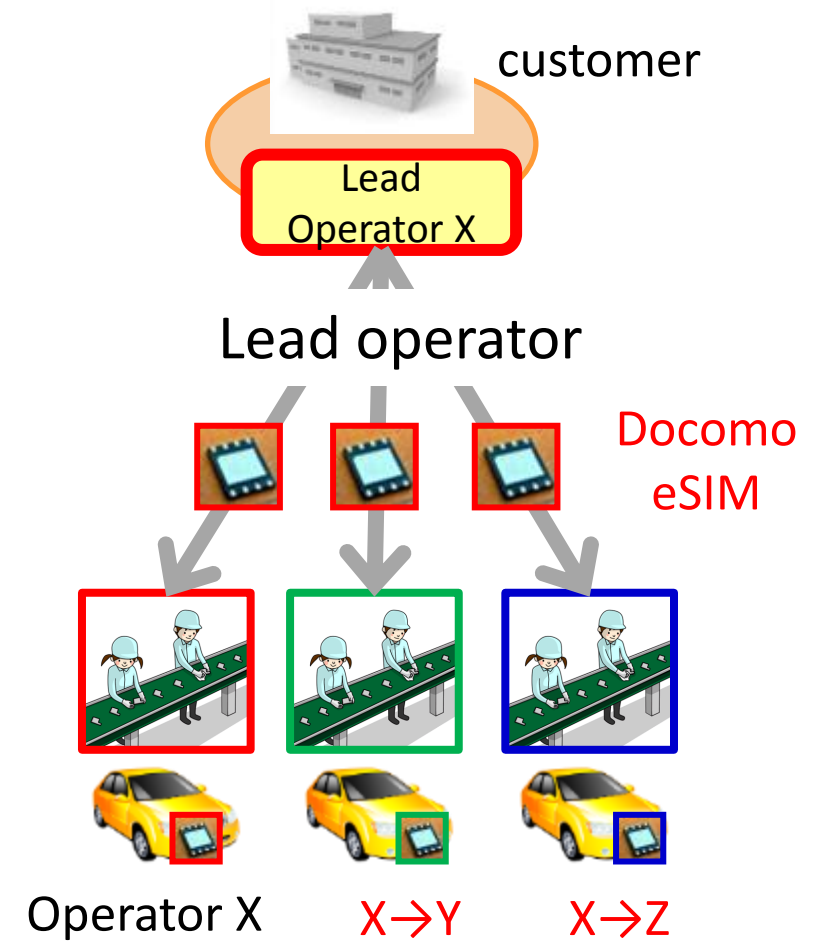 customer
Lead
Operator X
Lead operator
Docomo
eSIM
Operator X
X→Y
X→Z